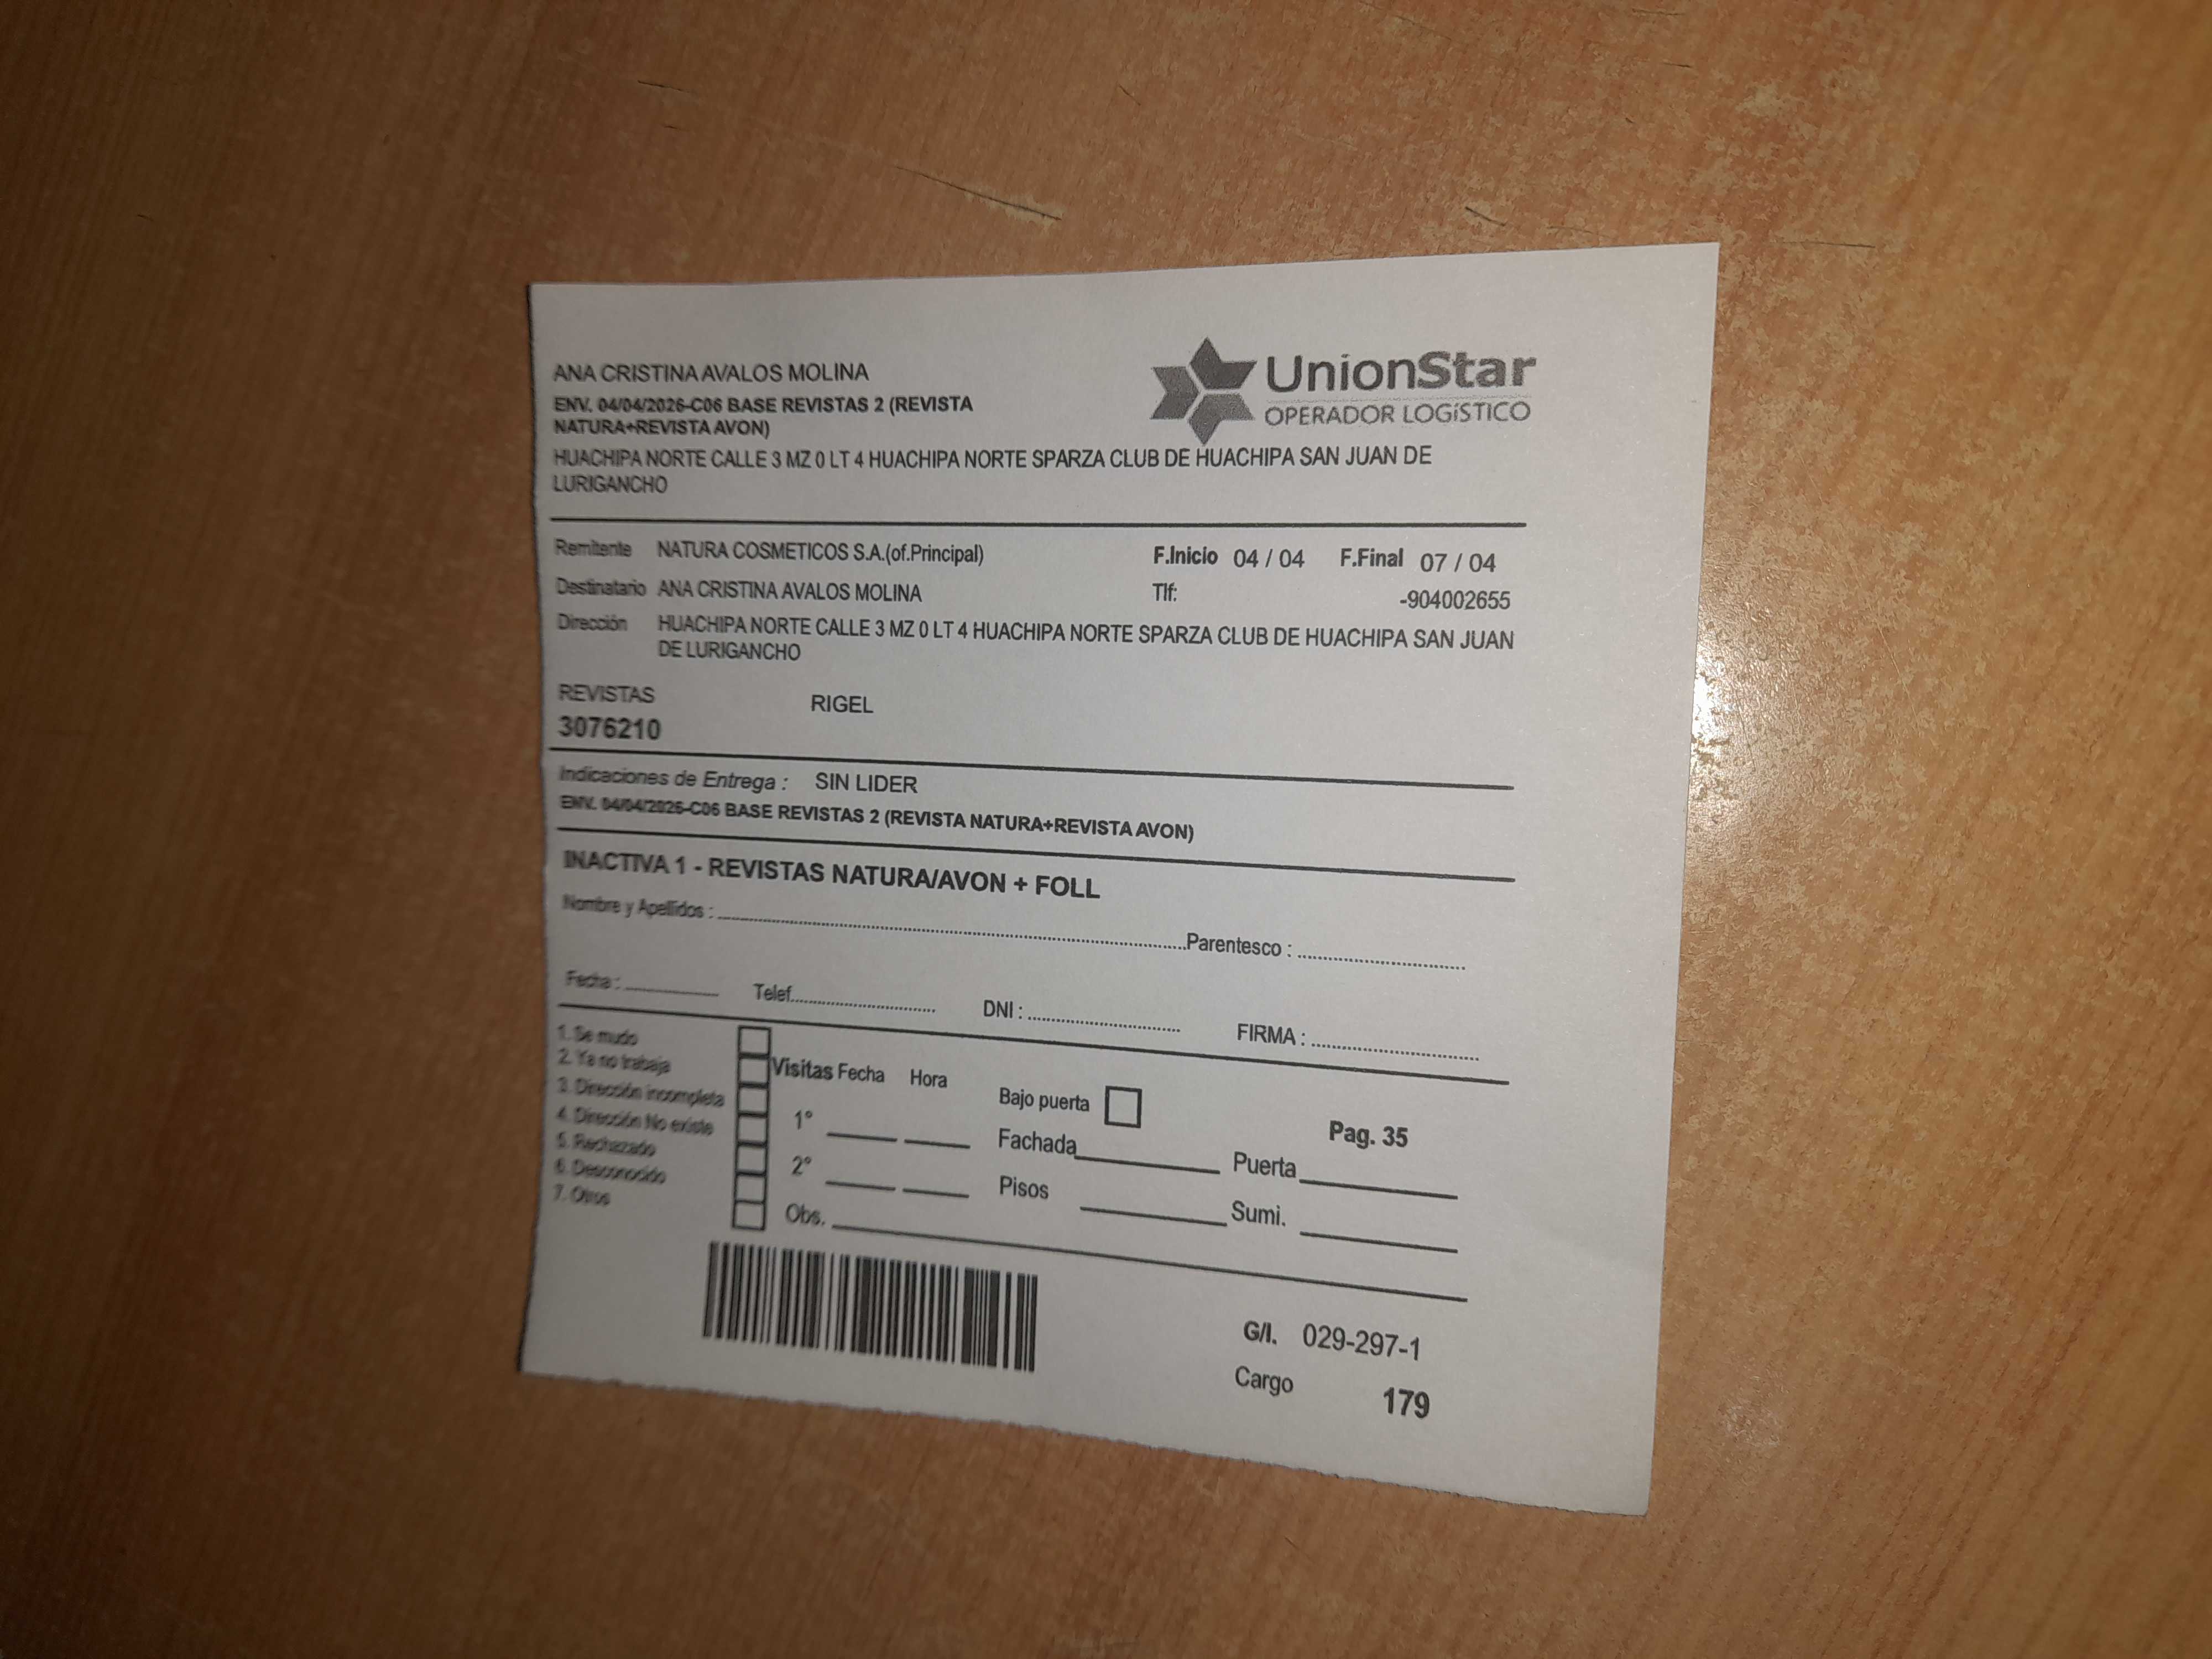 ANA CRISTINA AVALOS MOLINA
UnionStar
OPERADOR LOGÍSTICO
ENV. 04/04/2026-C06 BASE REVISTAS 2 (REVISTA
NATURA+REVISTA AVON)
HUACHIPA NORTE CALLE 3 MZ 0 LT 4 HUACHIPA NORTE SPARZA CLUB DE HUACHIPA SAN JUAN DE
LURIGANCHO
Remitente NATURA COSMETICOS S.A.(of.Principal) F.Inicio 04 / 04 F.Final 07 / 04
Destinatario ANA CRISTINA AVALOS MOLINA Tlf: -904002655
Dirección HUACHIPA NORTE CALLE 3 MZ 0 LT 4 HUACHIPA NORTE SPARZA CLUB DE HUACHIPA SAN JUAN
DE LURIGANCHO
REVISTAS RIGEL
3076210
Indicaciones de Entrega : SIN LIDER
ENV. 04/04/2026-C06 BASE REVISTAS 2 (REVISTA NATURA+REVISTA AVON)
INACTIVA 1 - REVISTAS NATURA/AVON + FOLL
Nombre y Apellidos : Parentesco :
Fecha : Telef. DNI : FIRMA :
1. Se mudo
2. Ya no trabaja
3. Dirección incompleta
4. Dirección No existe
5. Rechazado
6. Desconocido
7. Otros
Visitas Fecha Hora
1°
2°
Obs.
Bajo puerta Pag. 35
Fachada Puerta
Pisos Sumi.
G/I. 029-297-1
Cargo 179